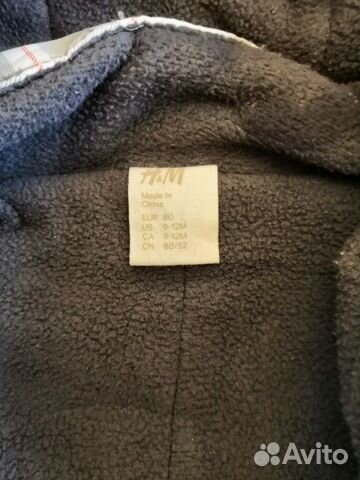 H&M
Made in
China
EUR 80
US 9-12M
CA 9-12M
CN 80/52
Avito